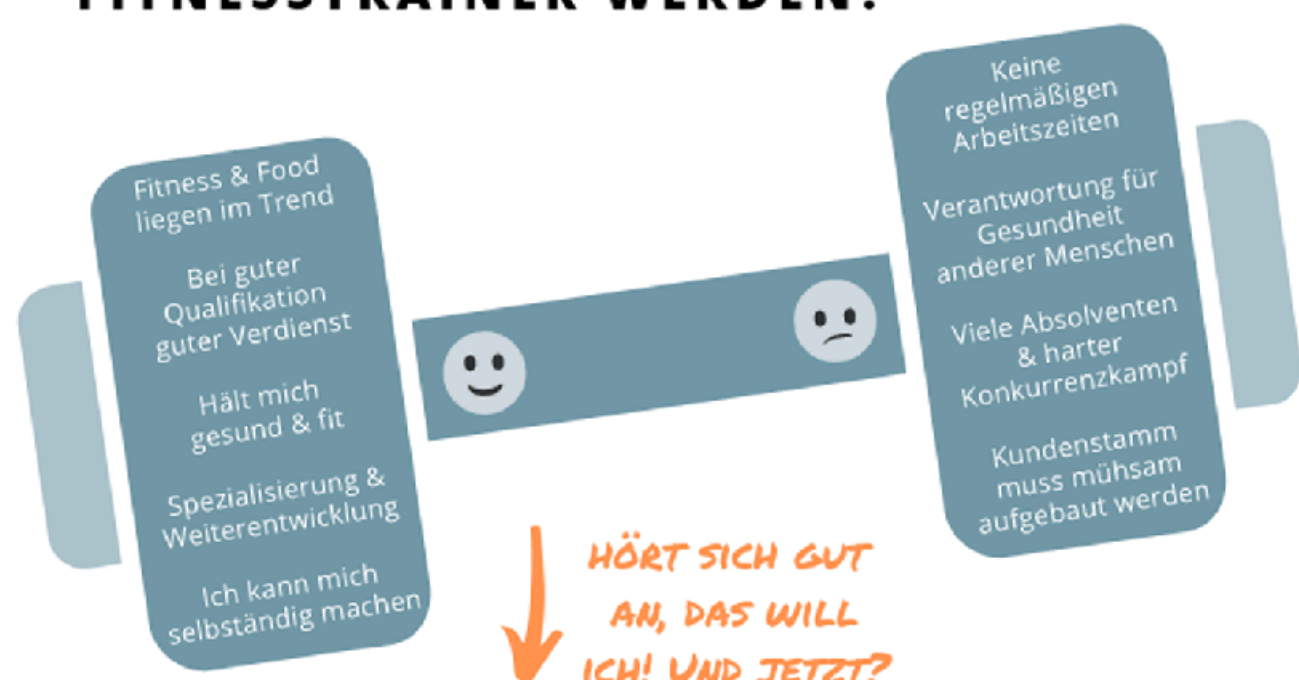 FITNESSTRAINER WERDEN?
Fitness & Food
liegen im Trend
Bei guter
Qualifikation
guter Verdienst
Hält mich
gesund & fit
Spezialisierung &
Weiterentwicklung
Ich kann mich
selbständig machen
Keine
regelmäßigen
Arbeitszeiten
Verantwortung für
Gesundheit
anderer Menschen
Viele Absolventen
& harter
Konkurrenzkampf
Kundenstamm
muss mühsam
aufgebaut werden
HÖRT SICH GUT
AN, DAS WILL
ICH! UND JETZT?